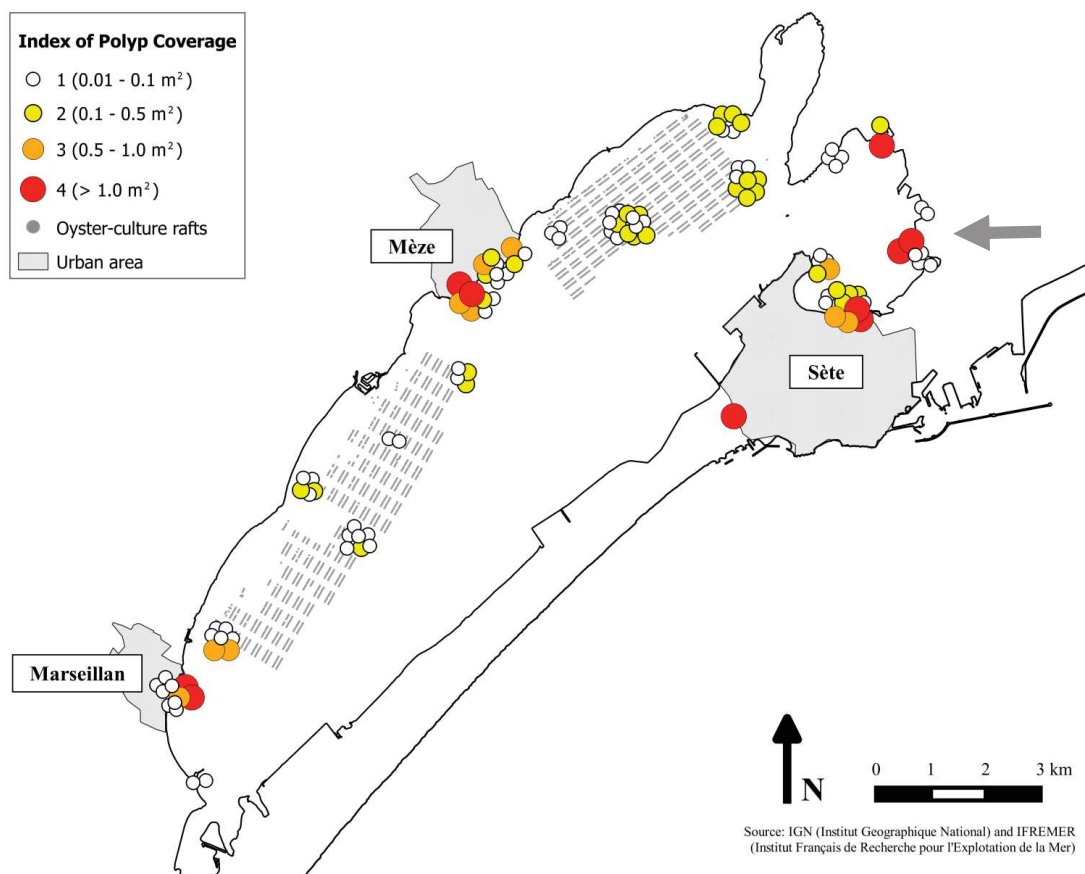 Index of Polyp Coverage
1 (0.01 - 0.1 m²)
2 (0.1 - 0.5 m²)
3 (0.5 - 1.0 m²)
4 (> 1.0 m²)
Oyster-culture rafts
Urban area
Mèze
Sète
Marseillan
N
0 1 2 3 km
Source: IGN (Institut Geographique National) and IFREMER
(Institut Français de Recherche pour l'Explotation de la Mer)